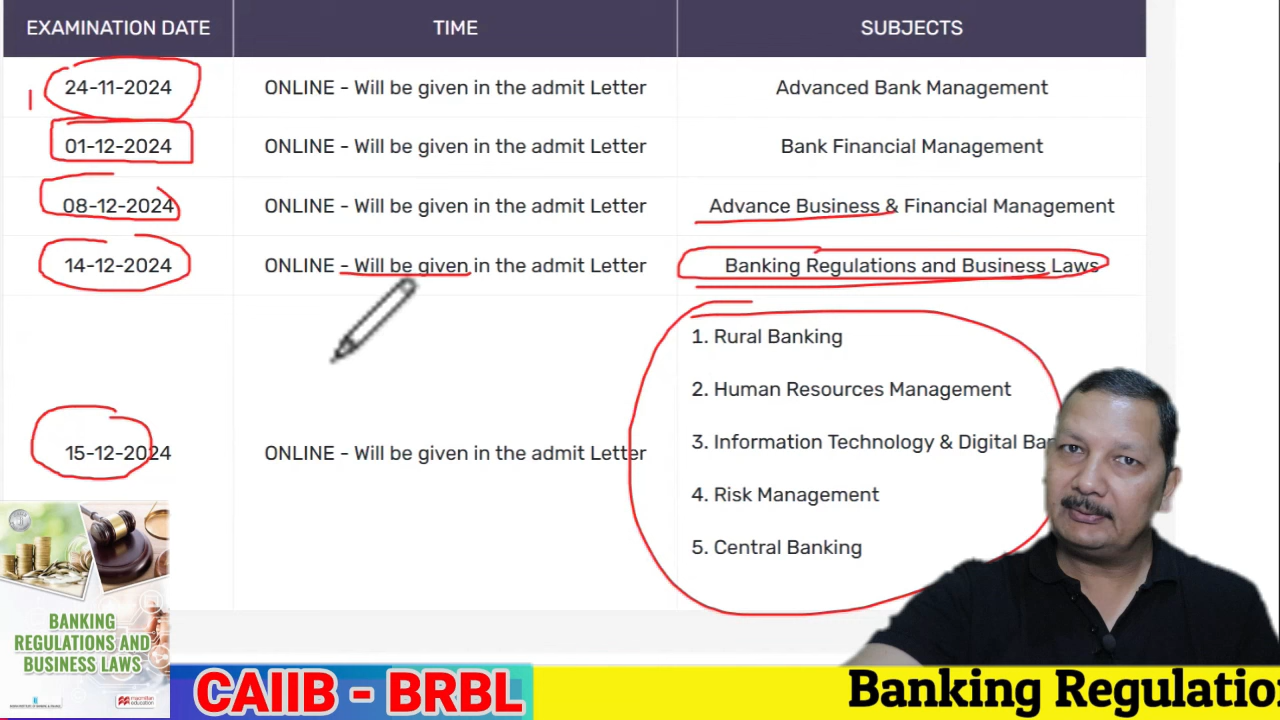 EXAMINATION DATE TIME SUBJECTS
24-11-2024 ONLINE - Will be given in the admit Letter Advanced Bank Management
01-12-2024 ONLINE - Will be given in the admit Letter Bank Financial Management
08-12-2024 ONLINE - Will be given in the admit Letter Advance Business & Financial Management
14-12-2024 ONLINE - Will be given in the admit Letter Banking Regulations and Business Laws
15-12-2024 ONLINE - Will be given in the admit Letter
1. Rural Banking
2. Human Resources Management
3. Information Technology & Digital Ban
4. Risk Management
5. Central Banking
BANKING
REGULATIONS AND
BUSINESS LAWS
macmillan
education
CAIIB - BRBL
Banking Regulation